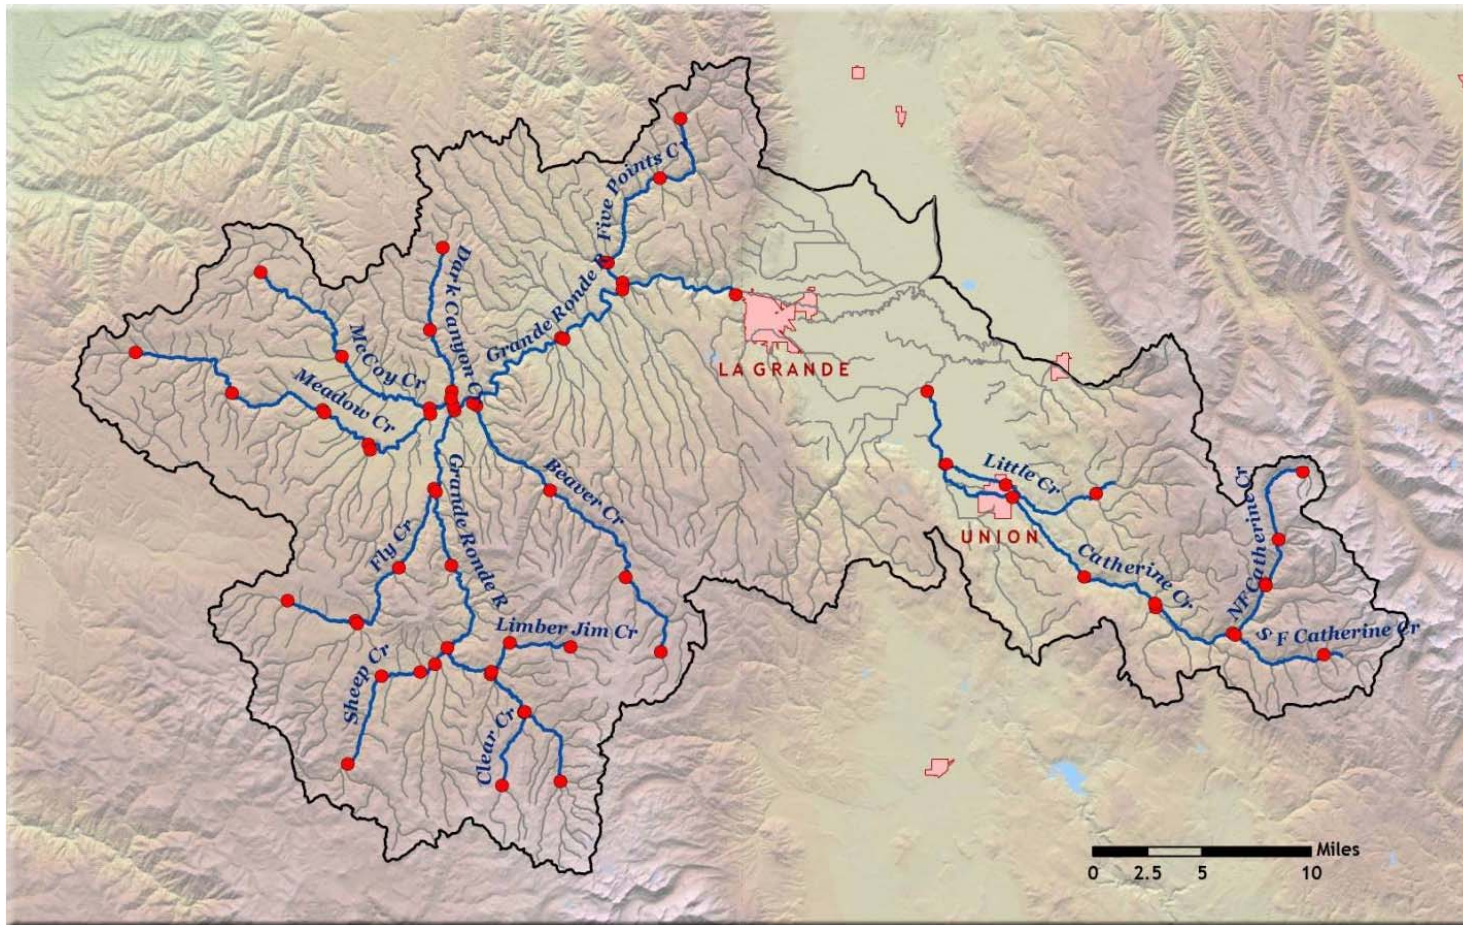 Five Points Cr
Dark Canyon Cr
Grande Ronde R
McCoy Cr
Meadow Cr
LA GRANDE
Beaver Cr
Grande Ronde R
Fly Cr
Little Cr
UNION
NF Catherine Cr
Catherine Cr
S F Catherine Cr
Limber Jim Cr
Sheep Cr
Clear Cr
Miles
0 2.5 5 10